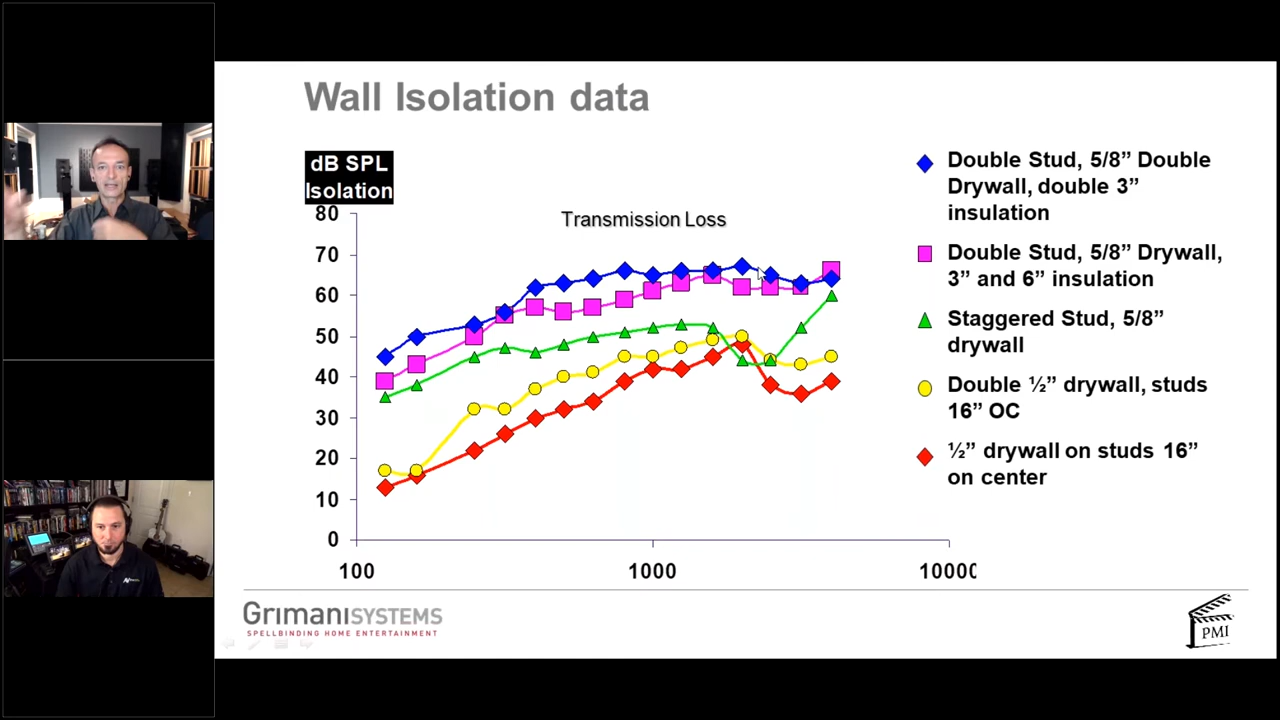 Wall Isolation data
dB SPL
Isolation
Transmission Loss
80
70
60
50
40
30
20
10
0
100
1000
10000
Double Stud, 5/8” Double
Drywall, double 3”
insulation
Double Stud, 5/8” Drywall,
3” and 6” insulation
Staggered Stud, 5/8”
drywall
Double ½” drywall, studs
16” OC
½” drywall on studs 16”
on center
GrimaniSYSTEMS
SPELLBINDING HOME ENTERTAINMENT
PMI